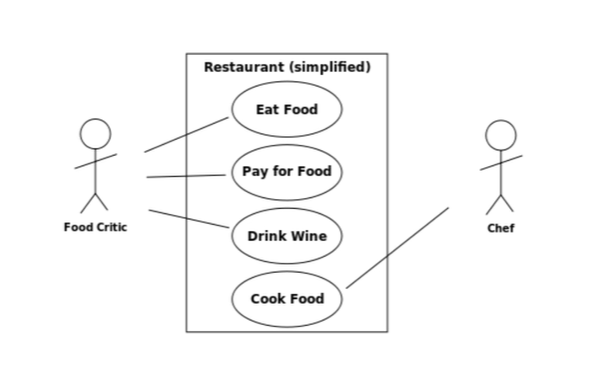 Restaurant (simplified)
Eat Food
Pay for Food
Drink Wine
Cook Food
Food Critic
Chef